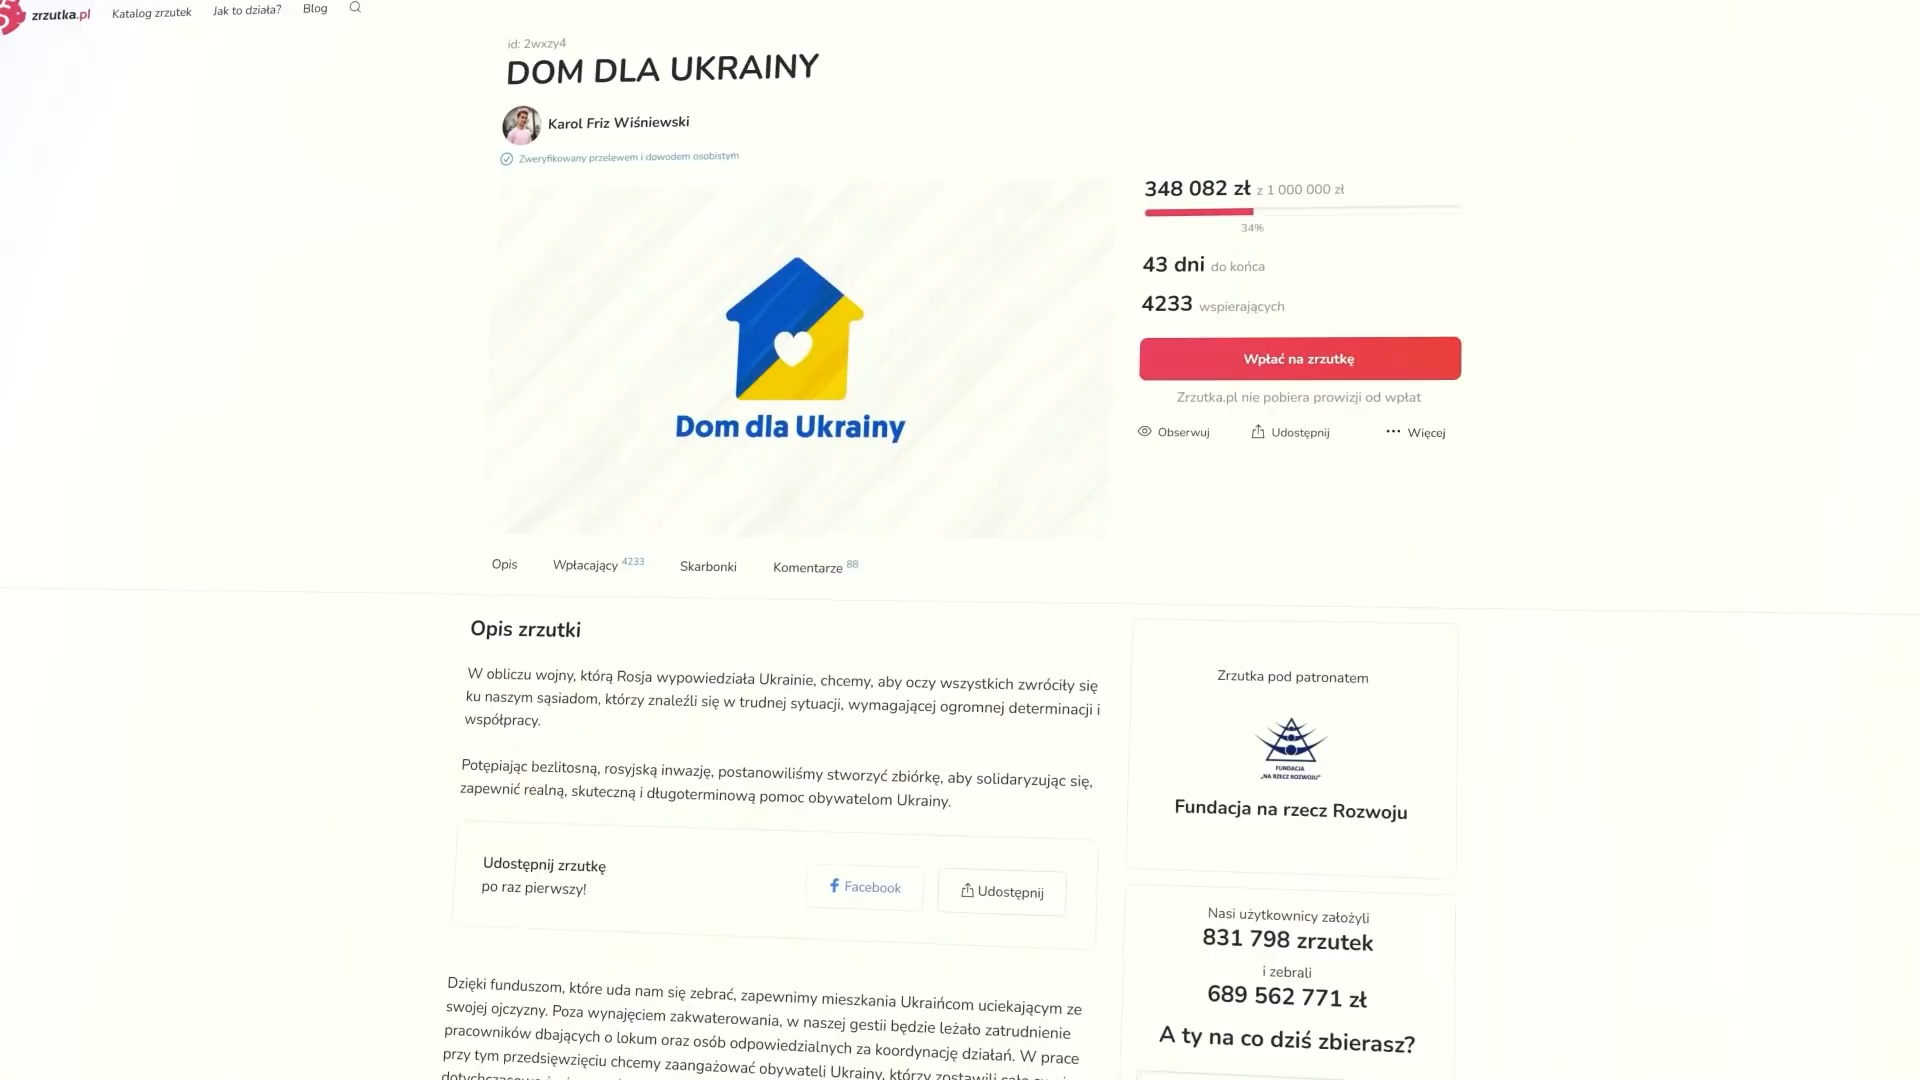 zrzutka.pl
Katalog zrzutek
Jak to działa?
Blog
id: 2wxzy4
DOM DLA UKRAINY
Karol Friz Wiśniewski
Zweryfikowany przelewem i dowodem osobistym
348 082 zł z 1 000 000 zł
34%
43 dni do końca
4233 wspierających
Wpłać na zrzutkę
Zrzutka.pl nie pobiera prowizji od wpłat
Obserwuj
Udostępnij
Więcej
Dom dla Ukrainy
Opis
Wpłacający 4233
Skarbonki
Komentarze 88
Opis zrzutki
W obliczu wojny, którą Rosja wypowiedziała Ukrainie, chcemy, aby oczy wszystkich zwróciły się
ku naszym sąsiadom, którzy znaleźli się w trudnej sytuacji, wymagającej ogromnej determinacji i
współpracy.
Potępiając bezlitosną, rosyjską inwazję, postanowiliśmy stworzyć zbiórkę, aby solidaryzując się,
zapewnić realną, skuteczną i długoterminową pomoc obywatelom Ukrainy.
Udostępnij zrzutkę
po raz pierwszy!
Facebook
Udostępnij
Dzięki funduszom, które uda nam się zebrać, zapewnimy mieszkania Ukraińcom uciekającym ze
swojej ojczyzny. Poza wynajęciem zakwaterowania, w naszej gestii będzie leżało zatrudnienie
pracowników dbających o lokum oraz osób odpowiedzialnych za koordynację działań. W prace
przy tym przedsięwzięciu chcemy zaangażować obywateli Ukrainy, którzy zostawili
Zrzutka pod patronatem
FUNDACJA
„NA RZECZ ROZWOJU"
Fundacja na rzecz Rozwoju
Nasi użytkownicy założyli
831 798 zrzutek
i zebrali
689 562 771 zł
A ty na co dziś zbierasz?